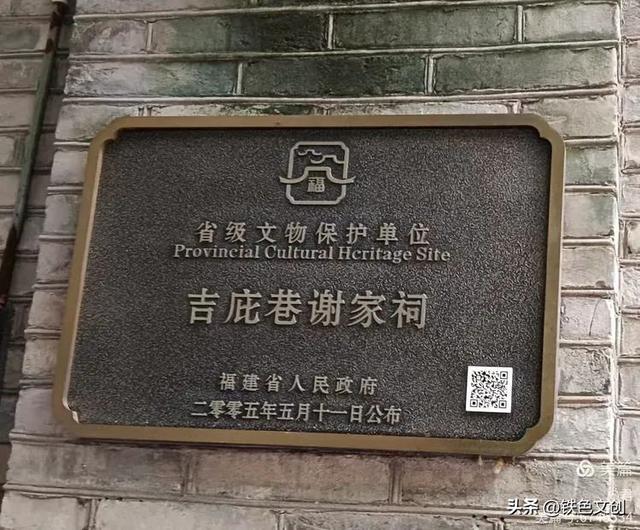 福
省级文物保护单位
Provincial Cultural Heritage Site
吉庇巷谢家祠
福建省人民政府
二零零五年五月十一日公布
美篇
头条 @铁色文创